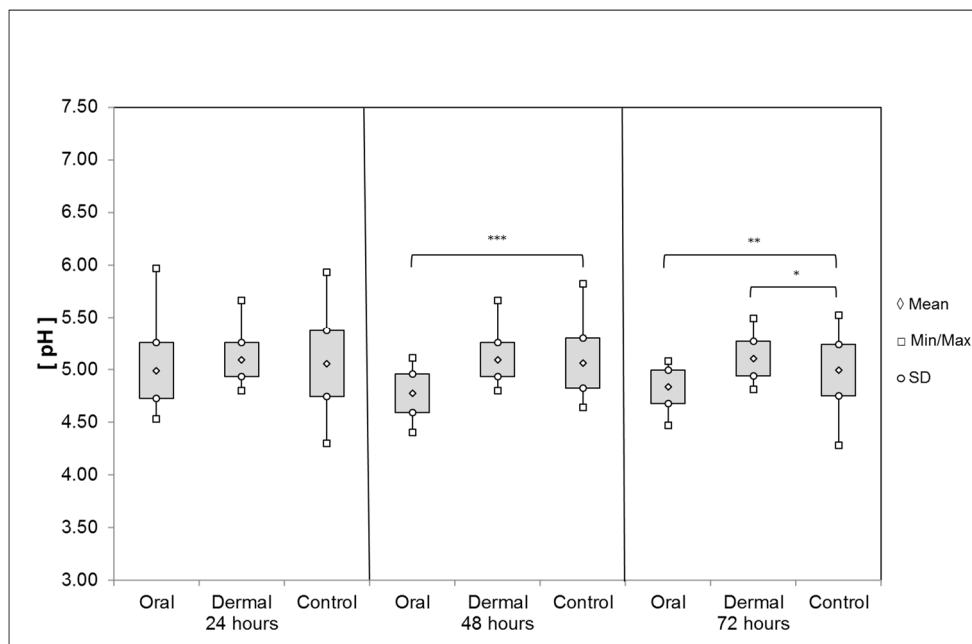 7.50
7.00
6.50
6.00
5.50
5.00
4.50
4.00
3.50
3.00
[ pH ]
***
**
*
Mean
Min/Max
SD
Oral Dermal Control Oral Dermal Control Oral Dermal Control
24 hours 48 hours 72 hours